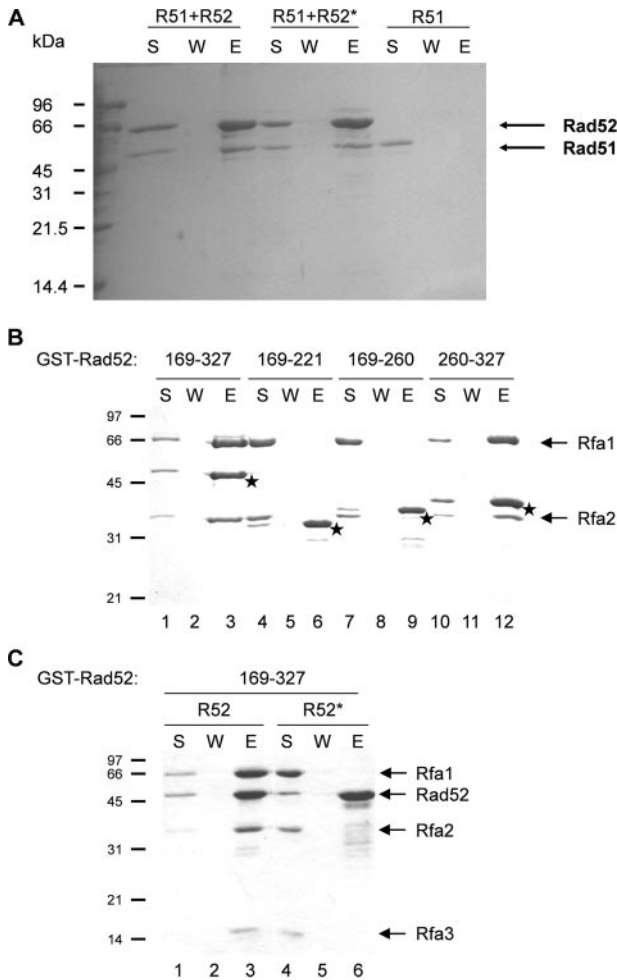 A
R51+R52 R51+R52* R51
kDa
S W E S W E S W E
96
66
45
31
21.5
14.4
Rad52
Rad51
B
GST-Rad52: 169-327 169-221 169-260 260-327
S W E S W E S W E S W E
97
66
45
31
21
Rfa1
Rfa2
1 2 3 4 5 6 7 8 9 10 11 12
C
GST-Rad52: 169-327
R52 R52*
S W E S W E
97
66
45
31
21
14
Rfa1
Rad52
Rfa2
Rfa3
1 2 3 4 5 6